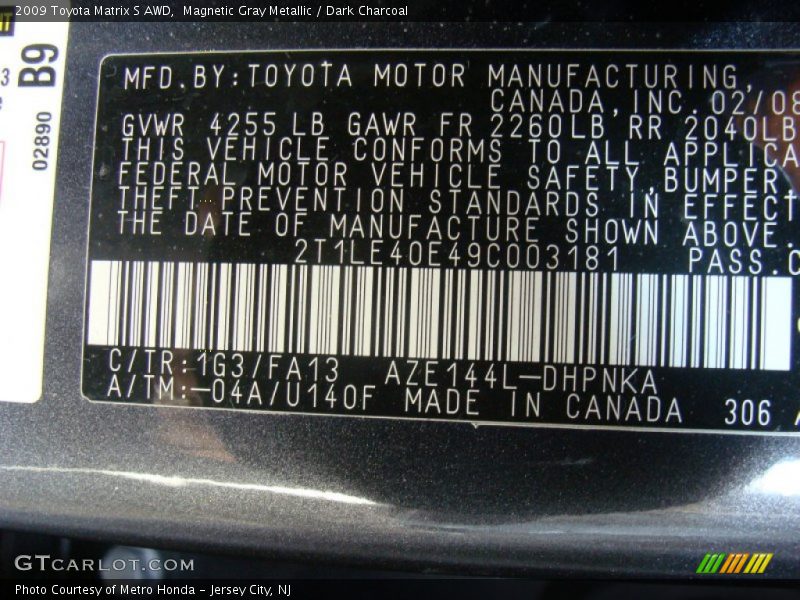 2009 Toyota Matrix S AWD,  Magnetic Gray Metallic / Dark Charcoal
B9
02890
3
MFD.BY:TOYOTA MOTOR MANUFACTURING,
CANADA,INC.02/08
GVWR 4255LB GAWR FR 2260LB,RR 2040LB
THIS VEHICLE CONFORMS TO ALL APPLICA
FEDERAL MOTOR VEHICLE SAFETY,BUMPER
THEFT PREVENTION STANDARDS IN EFFECT
THE DATE OF MANUFACTURE SHOWN ABOVE.
2T1LE40E49C003181 PASS.C
C/TR:1G3/FA13 AZE144L-DHPNKA
A/TM:-04A/U140F MADE IN CANADA 306
GTCARLOT.COM
Photo Courtesy of Metro Honda – Jersey City, NJ